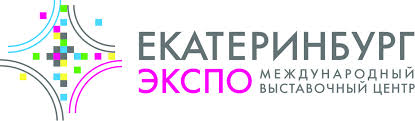 ЕКАТЕРИНБУРГ
ЭКСПО МЕЖДУНАРОДНЫЙ
ВЫСТАВОЧНЫЙ ЦЕНТР